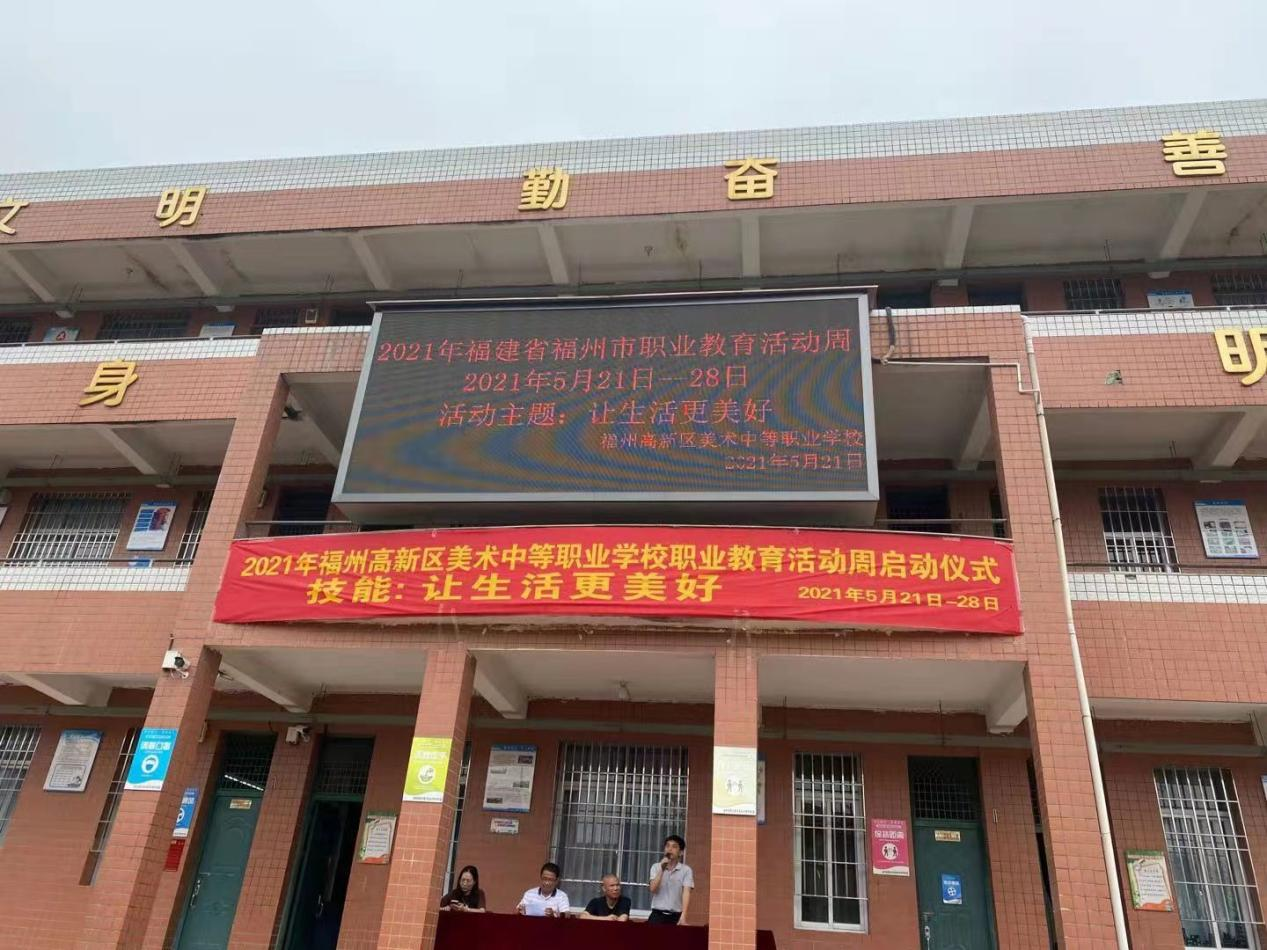 文明 勤奋 善
2021年福建省福州市职业教育活动周
2021年5月21日--28日
活动主题：让生活更美好
福州高新区美术中等职业学校
2021年5月21日
身
明
2021年福州高新区美术中等职业学校职业教育活动周启动仪式
技能：让生活更美好
2021年5月21日-28日
保持距离